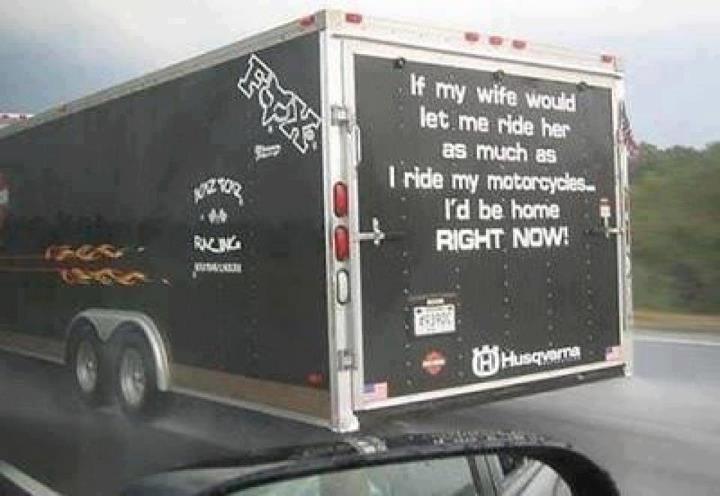 FOX
If my wife would
let me ride her
as much as
I ride my motorcycles...
I'd be home
RIGHT NOW!
RACING
Husqvarna